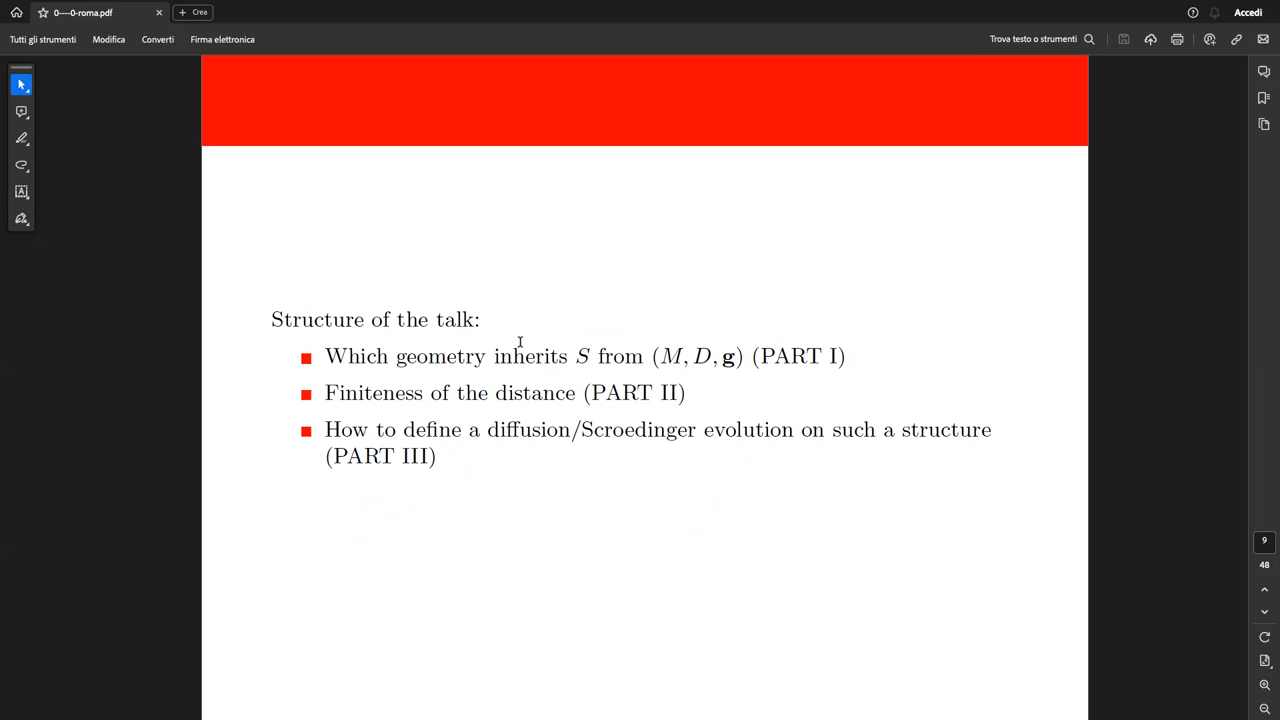 0----0-roma.pdf
Crea
Accedi
Tutti gli strumenti
Modifica
Converti
Firma elettronica
Trova testo o strumenti
Structure of the talk:
Which geometry inherits S from (M, D, g) (PART I)
Finiteness of the distance (PART II)
How to define a diffusion/Scroedinger evolution on such a structure
(PART III)
9
48